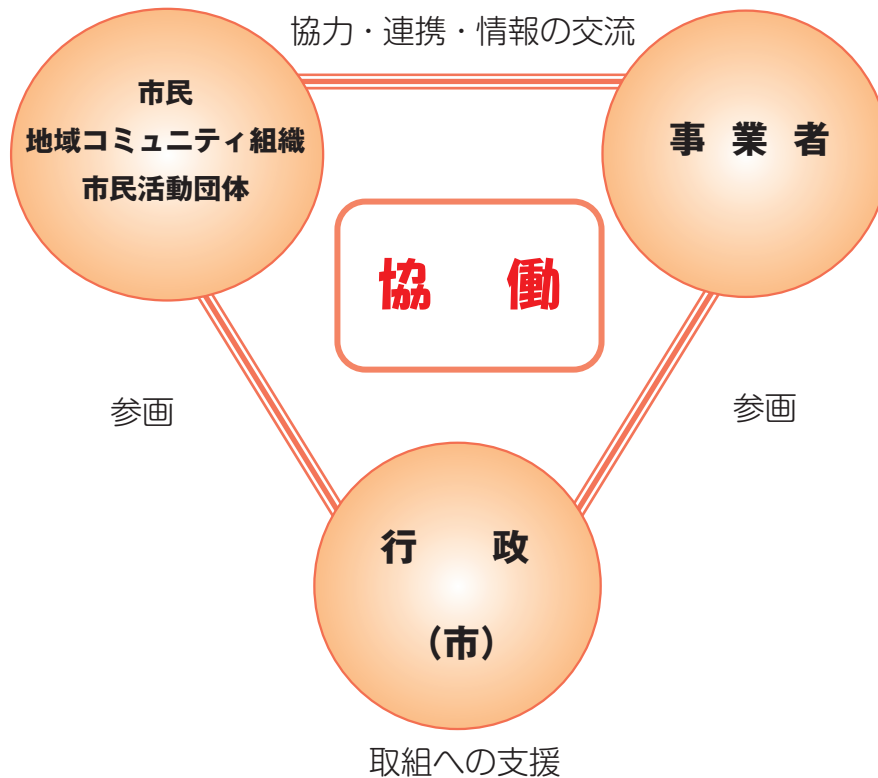 協力・連携・情報の交流
市民
地域コミュニティ組織
市民活動団体
事業者
協働
参画
参画
行政
(市)
取組への支援